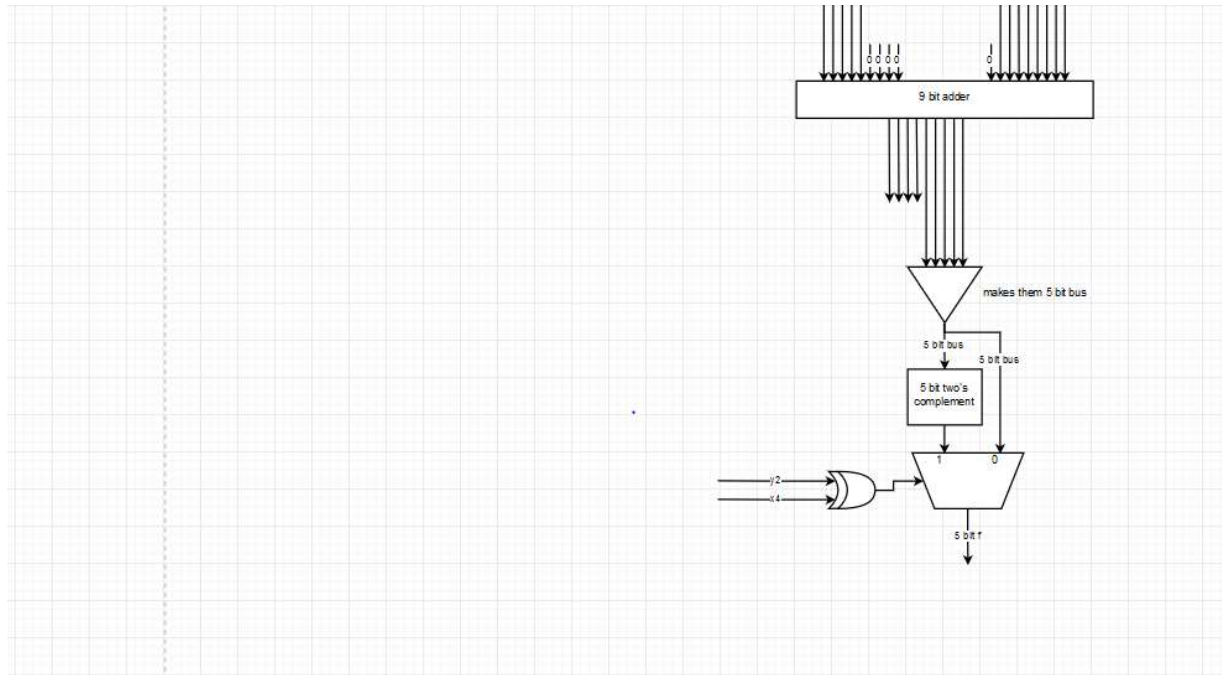 0 0 0 0
0
9 bit adder
makes them 5 bit bus
5 bit bus
5 bit bus
5 bit two's
complement
1
0
y2
x4
5 bit f